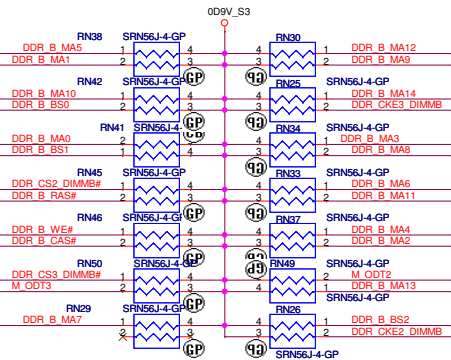 0D9V_S3
RN38 SRN56J-4-GP RN30
DDR_B_MA5 1 4 4 1 DDR_B_MA12
DDR_B_MA1 2 3 3 2 DDR_B_MA9
GP GP
RN42 SRN56J-4-GP RN25 SRN56J-4-GP
DDR_B_MA10 1 4 4 1 DDR_B_MA14
DDR_B_BS0 2 3 3 2 DDR_CKE3_DIMMB
GP GP
RN41 SRN56J-4-GP RN34 SRN56J-4-GP
DDR_B_MA0 2 3 4 1 DDR_B_MA3
DDR_B_BS1 1 4 3 2 DDR_B_MA8
GP
RN45 SRN56J-4-GP RN33 SRN56J-4-GP
DDR_CS2_DIMMB# 1 4 4 1 DDR_B_MA6
DDR_B_RAS# 2 3 3 2 DDR_B_MA11
GP GP
RN46 SRN56J-4-GP RN37 SRN56J-4-GP
DDR_B_WE# 1 4 4 1 DDR_B_MA4
DDR_B_CAS# 2 3 3 2 DDR_B_MA2
GP GP
RN50 SRN56J-4-GP RN49 SRN56J-4-GP
DDR_CS3_DIMMB# 1 4 3 2 M_ODT2
M_ODT3 2 3 4 1 DDR_B_MA13
GP
RN29 SRN56J-4-GP RN26 SRN56J-4-GP
DDR_B_MA7 1 4 4 1 DDR_B_BS2
2 3 3 2 DDR_CKE2_DIMMB
GP GP
SRN56J-4-GP